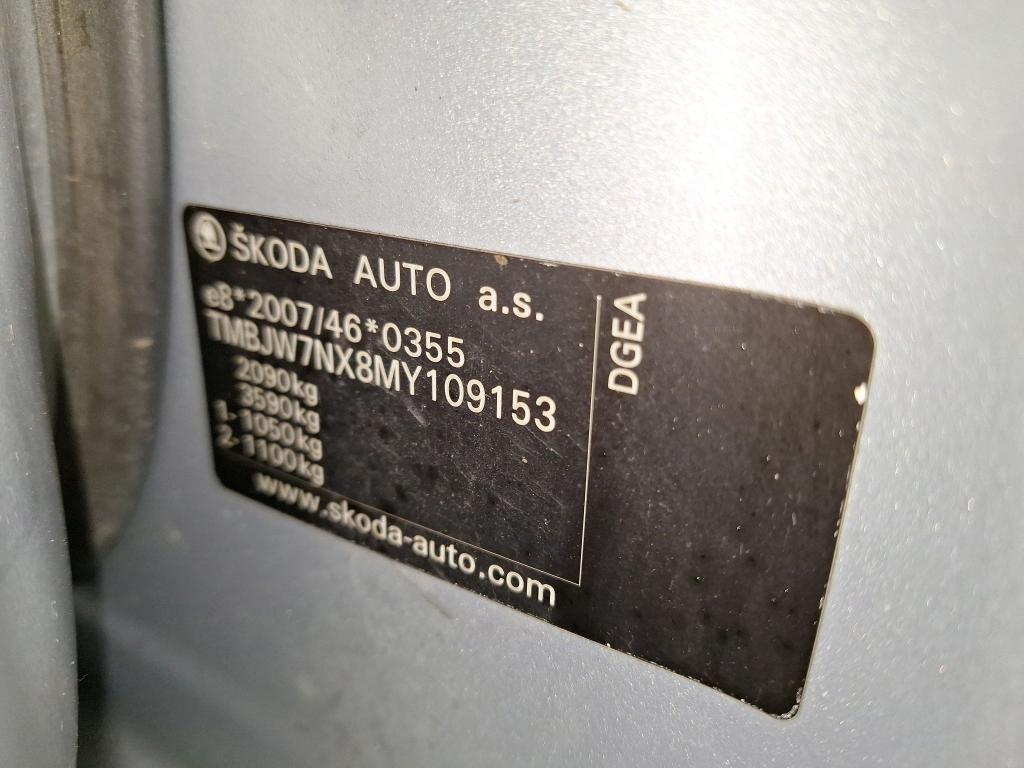 ŠKODA AUTO a.s.
e8*2007/46*0355
TMBJW7NX8MY109153
2090kg
3590kg
1-1050kg
2-1100kg
www.skoda-auto.com
DGEA